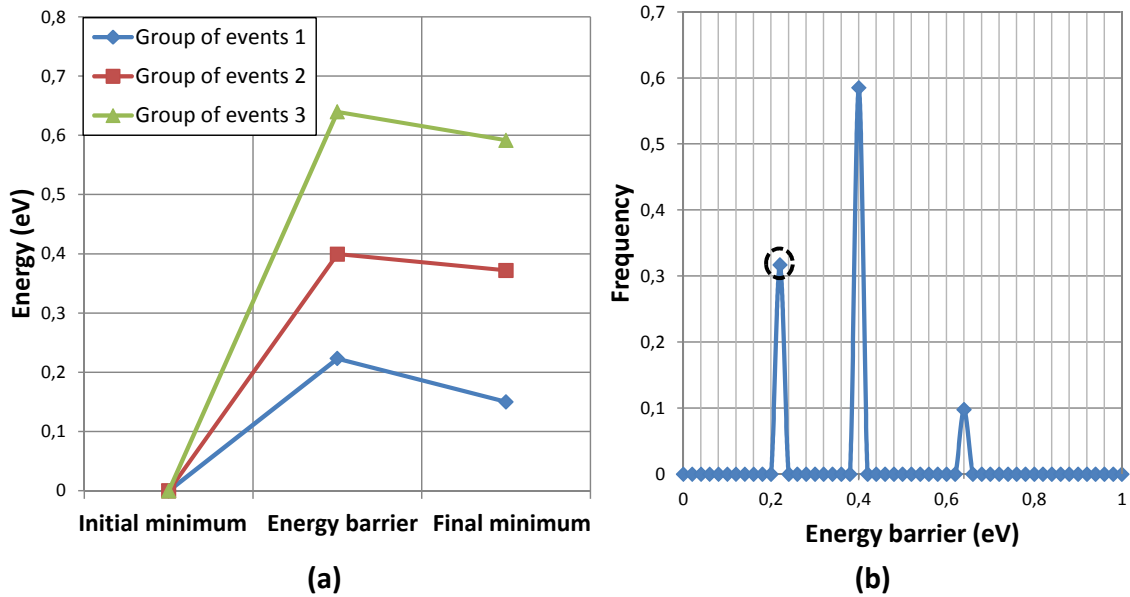 0,8
0,7
0,6
0,5
0,4
0,3
0,2
0,1
0
Energy (eV)
Group of events 1
Group of events 2
Group of events 3
Initial minimum
Energy barrier
Final minimum
(a)
0,7
0,6
0,5
0,4
0,3
0,2
0,1
0
Frequency
0
0,2
0,4
0,6
0,8
1
Energy barrier (eV)
(b)